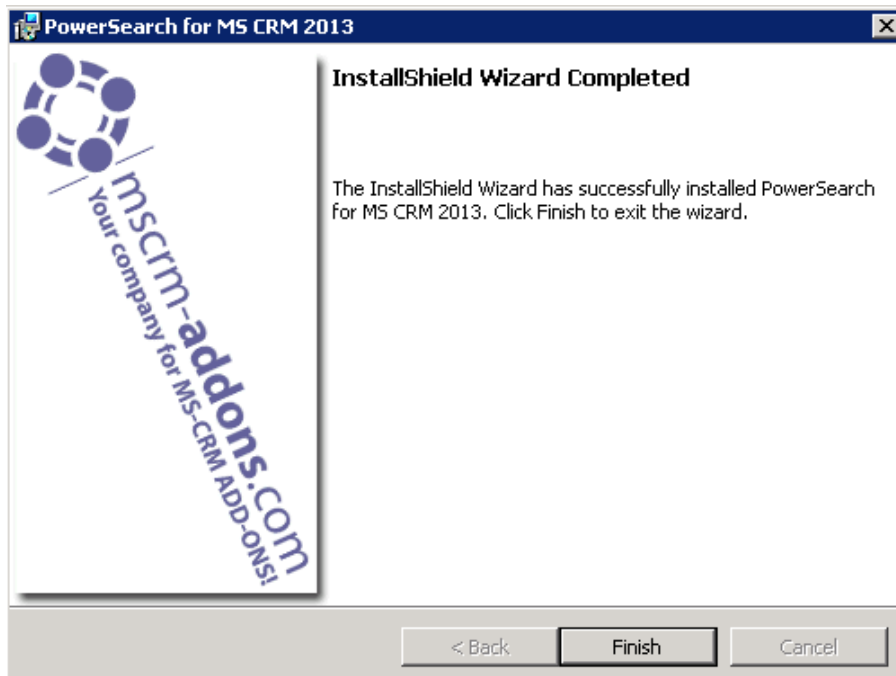 PowerSearch for MS CRM 2013
InstallShield Wizard Completed
The InstallShield Wizard has successfully installed PowerSearch
for MS CRM 2013. Click Finish to exit the wizard.
mscrm-addons.com
Your company for MS-CRM ADD-ONS!
< Back
Finish
Cancel